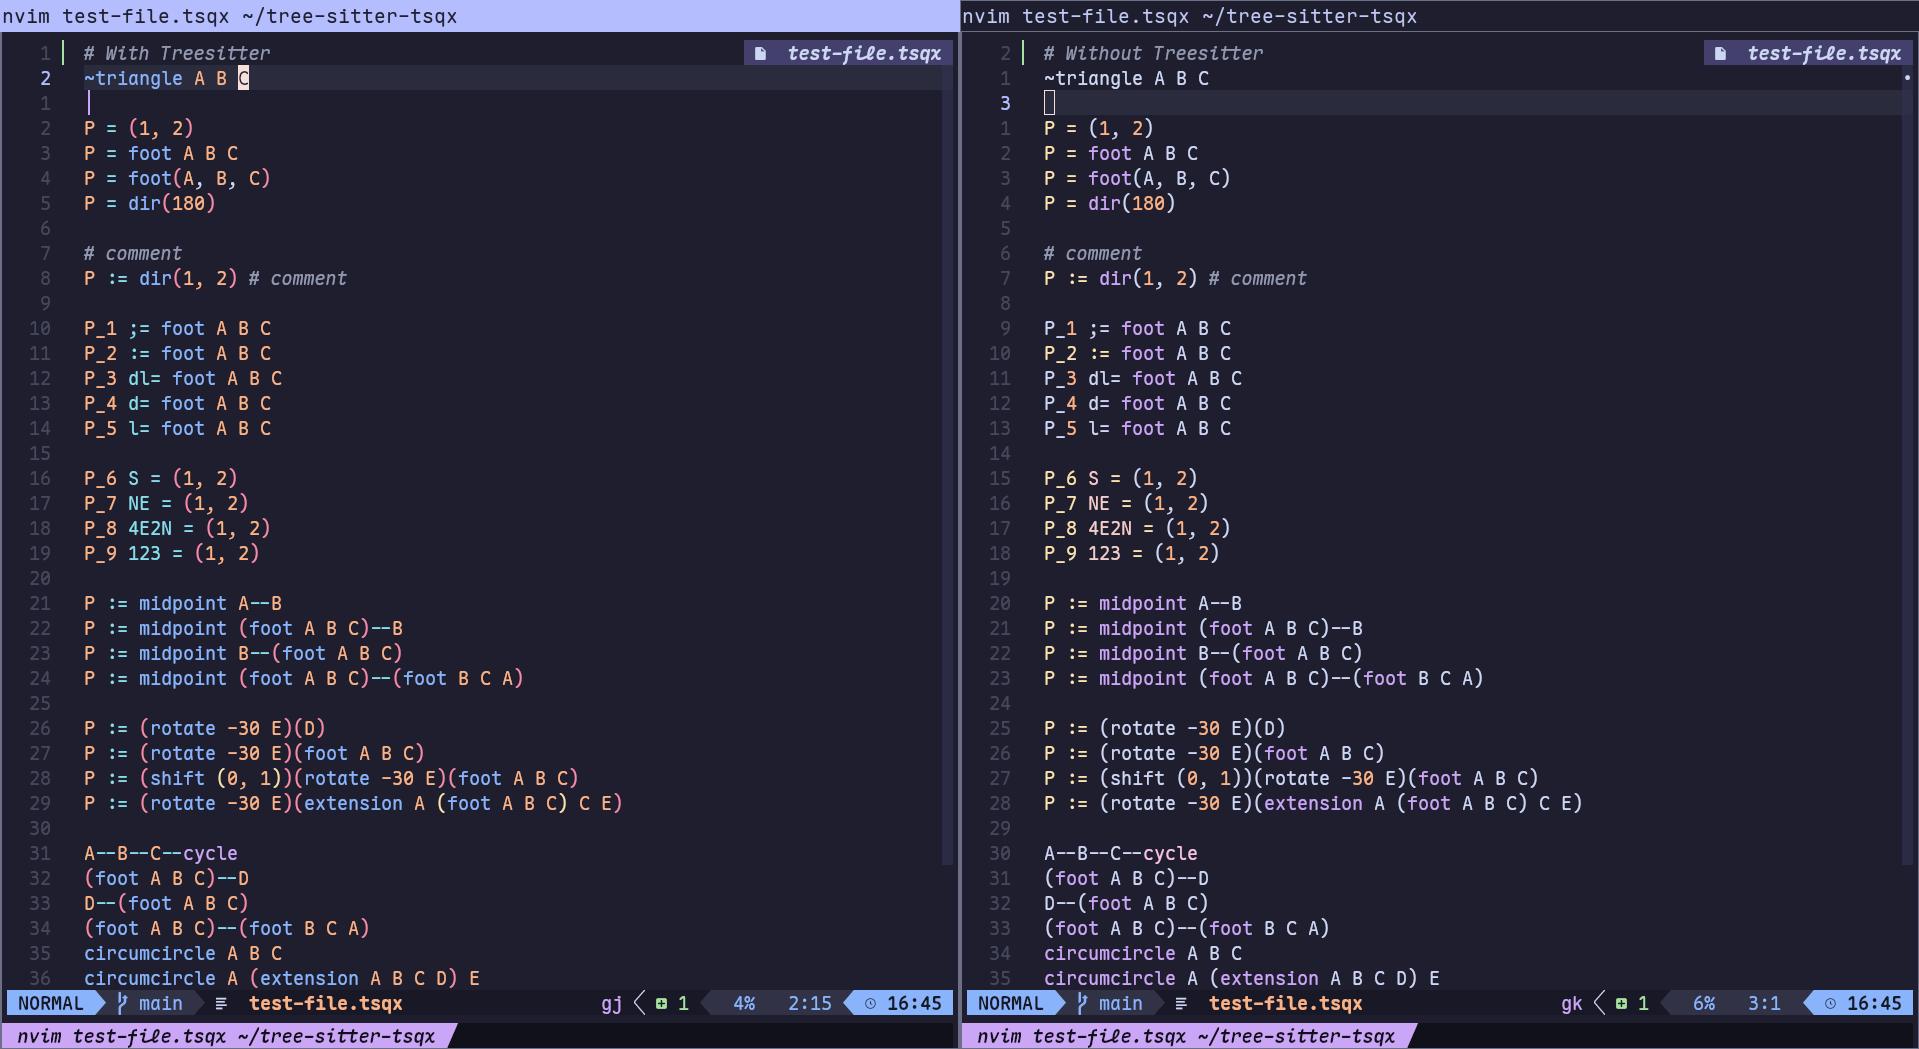 nvim test-file.tsqx ~/tree-sitter-tsqx
1 # With Treesitter test-file.tsqx
2 ~triangle A B C
1
2 P = (1, 2)
3 P = foot A B C
4 P = foot(A, B, C)
5 P = dir(180)
6
7 # comment
8 P := dir(1, 2) # comment
9
10 P_1 ;= foot A B C
11 P_2 := foot A B C
12 P_3 dl= foot A B C
13 P_4 d= foot A B C
14 P_5 l= foot A B C
15
16 P_6 S = (1, 2)
17 P_7 NE = (1, 2)
18 P_8 4E2N = (1, 2)
19 P_9 123 = (1, 2)
20
21 P := midpoint A--B
22 P := midpoint (foot A B C)--B
23 P := midpoint B--(foot A B C)
24 P := midpoint (foot A B C)--(foot B C A)
25
26 P := (rotate -30 E)(D)
27 P := (rotate -30 E)(foot A B C)
28 P := (shift (0, 1))(rotate -30 E)(foot A B C)
29 P := (rotate -30 E)(extension A (foot A B C) C E)
30
31 A--B--C--cycle
32 (foot A B C)--D
33 D--(foot A B C)
34 (foot A B C)--(foot B C A)
35 circumcircle A B C
36 circumcircle A (extension A B C D) E
NORMAL main test-file.tsqx gj 1 4% 2:15 16:45
nvim test-file.tsqx ~/tree-sitter-tsqx
nvim test-file.tsqx ~/tree-sitter-tsqx
2 # Without Treesitter test-file.tsqx
1 ~triangle A B C
3
1 P = (1, 2)
2 P = foot A B C
3 P = foot(A, B, C)
4 P = dir(180)
5
6 # comment
7 P := dir(1, 2) # comment
8
9 P_1 ;= foot A B C
10 P_2 := foot A B C
11 P_3 dl= foot A B C
12 P_4 d= foot A B C
13 P_5 l= foot A B C
14
15 P_6 S = (1, 2)
16 P_7 NE = (1, 2)
17 P_8 4E2N = (1, 2)
18 P_9 123 = (1, 2)
19
20 P := midpoint A--B
21 P := midpoint (foot A B C)--B
22 P := midpoint B--(foot A B C)
23 P := midpoint (foot A B C)--(foot B C A)
24
25 P := (rotate -30 E)(D)
26 P := (rotate -30 E)(foot A B C)
27 P := (shift (0, 1))(rotate -30 E)(foot A B C)
28 P := (rotate -30 E)(extension A (foot A B C) C E)
29
30 A--B--C--cycle
31 (foot A B C)--D
32 D--(foot A B C)
33 (foot A B C)--(foot B C A)
34 circumcircle A B C
35 circumcircle A (extension A B C D) E
NORMAL main test-file.tsqx gk 1 6% 3:1 16:45
nvim test-file.tsqx ~/tree-sitter-tsqx